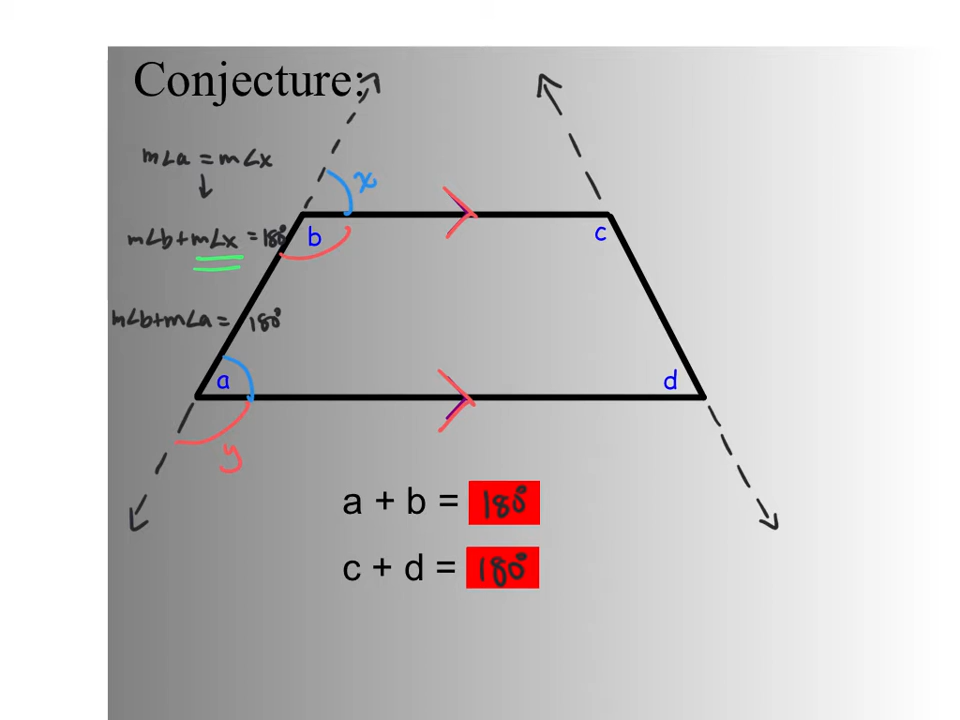 Conjecture:
m∠a = m∠x
x
m∠b + m∠x = 180°
b
c
m∠b + m∠a = 180°
a
d
y
a + b = 180°
c + d = 180°